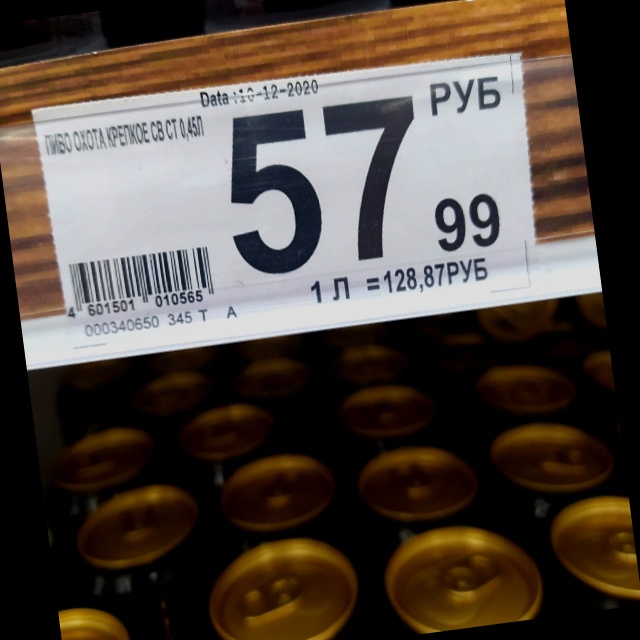 Data :10-12-2020
ПИВО ОХОТА КРЕПКОЕ СВ СТ 0,45Л
57 РУБ
99
4 601501 010565
1 Л =128,87РУБ
000340650 345 Т А